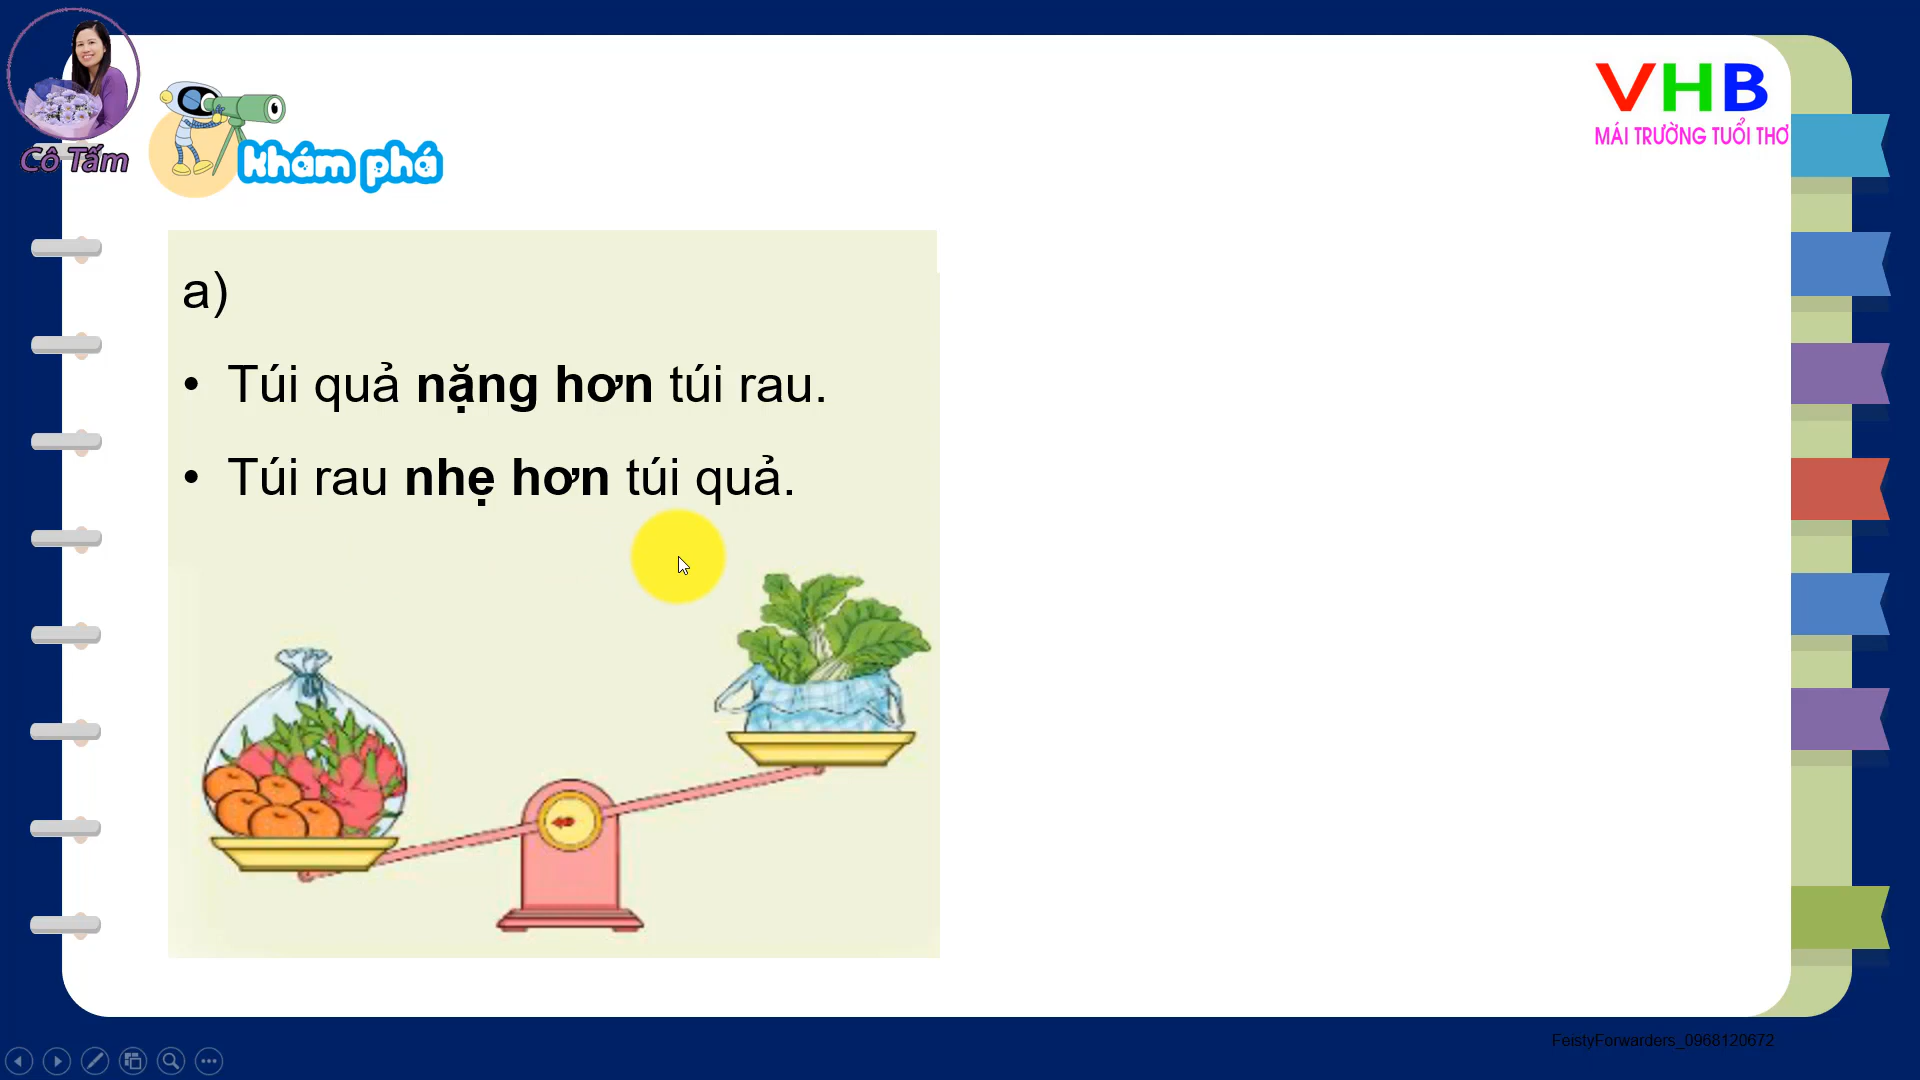 Cô Tấm
khám phá
VHB
MÁI TRƯỜNG TUỔI THƠ
a)
• Túi quả nặng hơn túi rau.
• Túi rau nhẹ hơn túi quả.
FeistyForwarders_0968120672